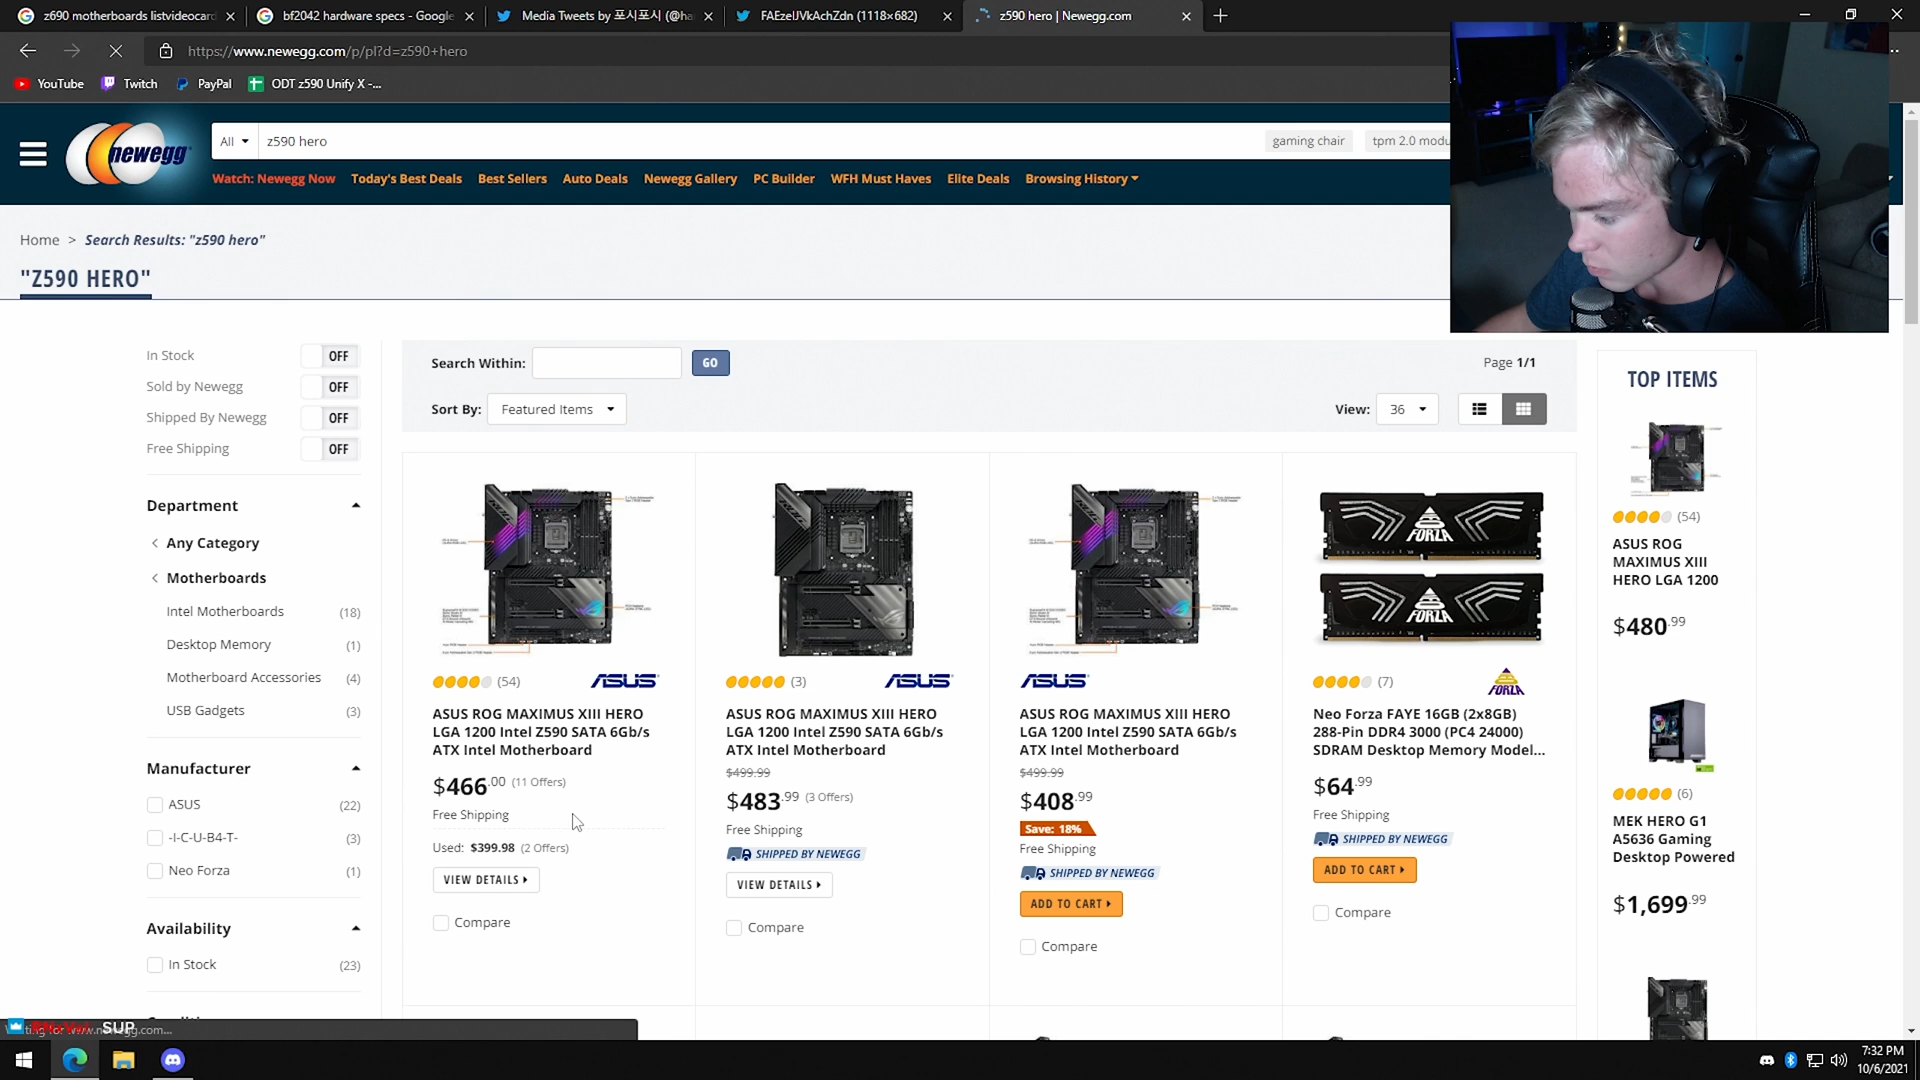 z690 motherboards listvideocard
bf2042 hardware specs - Google
Media Tweets by 포시포시 (@ha
FAEzelJVkAchZdn (1118×682)
z590 hero | Newegg.com
https://www.newegg.com/p/pl?d=z590+hero
YouTube
Twitch
PayPal
ODT z590 Unify X -...
newegg
All
z590 hero
gaming chair
tpm 2.0 modu
Watch: Newegg Now
Today's Best Deals
Best Sellers
Auto Deals
Newegg Gallery
PC Builder
WFH Must Haves
Elite Deals
Browsing History
Home > Search Results: "z590 hero"
"Z590 HERO"
In Stock OFF
Sold by Newegg OFF
Shipped By Newegg OFF
Free Shipping OFF
Department
Any Category
Motherboards
Intel Motherboards (18)
Desktop Memory (1)
Motherboard Accessories (4)
USB Gadgets (3)
Manufacturer
ASUS (22)
-I-C-U-B4-T- (3)
Neo Forza (1)
Availability
In Stock (23)
Search Within: GO
Page 1/1
Sort By: Featured Items
View: 36
(54) ASUS
ASUS ROG MAXIMUS XIII HERO
LGA 1200 Intel Z590 SATA 6Gb/s
ATX Intel Motherboard
$466.00 (11 Offers)
Free Shipping
Used: $399.98 (2 Offers)
VIEW DETAILS
Compare
(3) ASUS
ASUS ROG MAXIMUS XIII HERO
LGA 1200 Intel Z590 SATA 6Gb/s
ATX Intel Motherboard
$499.99
$483.99 (3 Offers)
Free Shipping
SHIPPED BY NEWEGG
VIEW DETAILS
Compare
ASUS
ASUS ROG MAXIMUS XIII HERO
LGA 1200 Intel Z590 SATA 6Gb/s
ATX Intel Motherboard
$499.99
$408.99
Save: 18%
Free Shipping
SHIPPED BY NEWEGG
ADD TO CART
Compare
FORZA
FORZA
(7) FORZA
Neo Forza FAYE 16GB (2x8GB)
288-Pin DDR4 3000 (PC4 24000)
SDRAM Desktop Memory Model...
$64.99
Free Shipping
SHIPPED BY NEWEGG
ADD TO CART
Compare
TOP ITEMS
(54)
ASUS ROG
MAXIMUS XIII
HERO LGA 1200
$480.99
(6)
MEK HERO G1
A5636 Gaming
Desktop Powered
$1,699.99
SUP
7:32 PM
10/6/2021